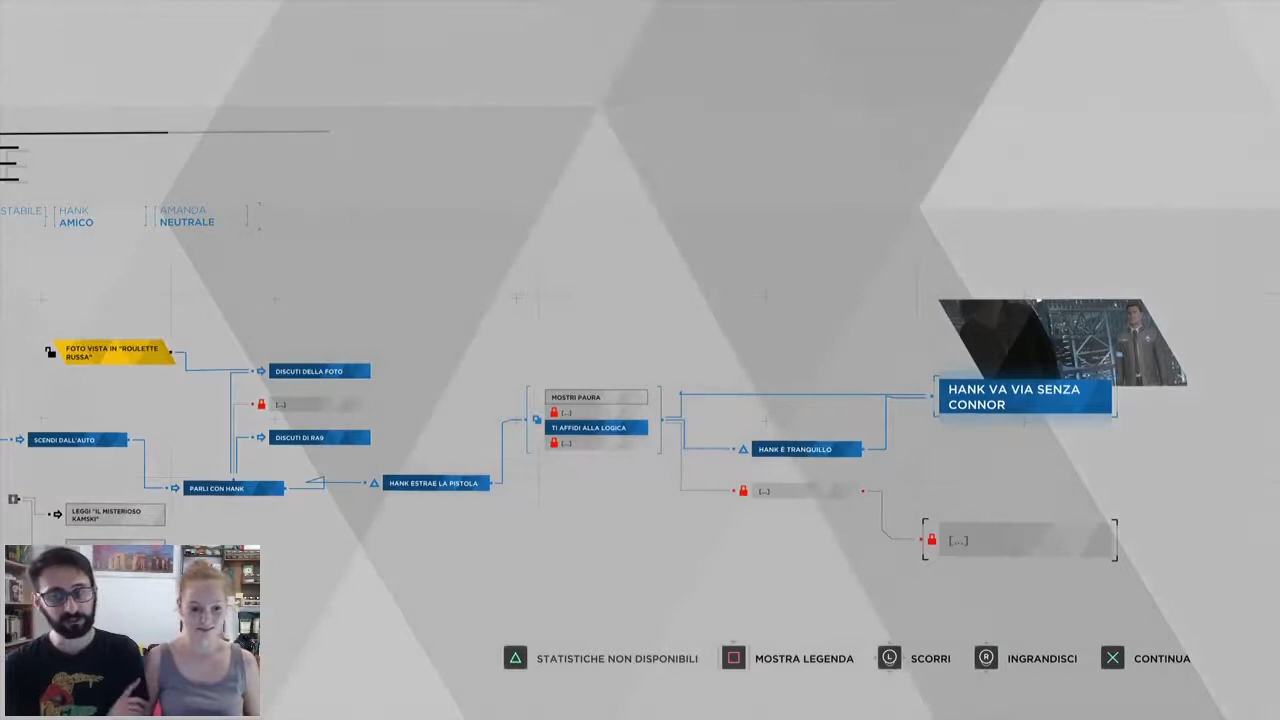 STABILE
HANK
AMICO
AMANDA
NEUTRALE
FOTO VISTA IN "ROULETTE
RUSSA"
DISCUTI DELLA FOTO
[...]
DISCUTI DI RA9
SCENDI DALL'AUTO
PARLI CON HANK
LEGGI "IL MISTERIOSO
KAMSKI"
HANK ESTRAE LA PISTOLA
MOSTRI PAURA
[...]
TI AFFIDI ALLA LOGICA
[...]
HANK È TRANQUILLO
[...]
HANK VA VIA SENZA
CONNOR
[...]
STATISTICHE NON DISPONIBILI
MOSTRA LEGENDA
L
SCORRI
R
INGRANDISCI
CONTINUA